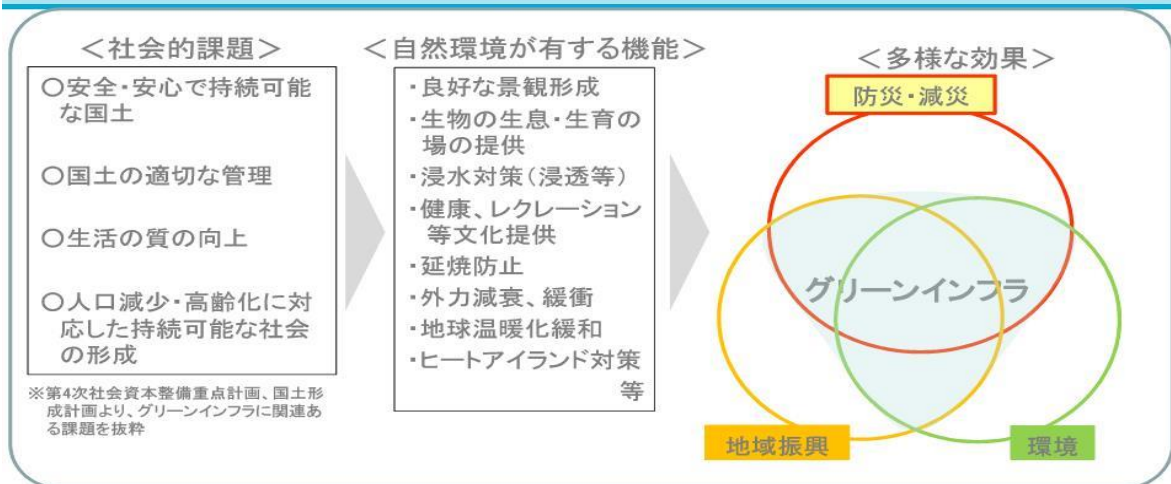 ＜社会的課題＞
〇安全・安心で持続可能
な国土
〇国土の適切な管理
〇生活の質の向上
〇人口減少・高齢化に対
応した持続可能な社会
の形成
※第4次社会資本整備重点計画、国土形
成計画より、グリーンインフラに関連あ
る課題を抜粋
＜自然環境が有する機能＞
・良好な景観形成
・生物の生息・生育の
場の提供
・浸水対策（浸透等）
・健康、レクレーション
等文化提供
・延焼防止
・外力減衰、緩衝
・地球温暖化緩和
・ヒートアイランド対策
等
＜多様な効果＞
防災・減災
グリーンインフラ
地域振興
環境